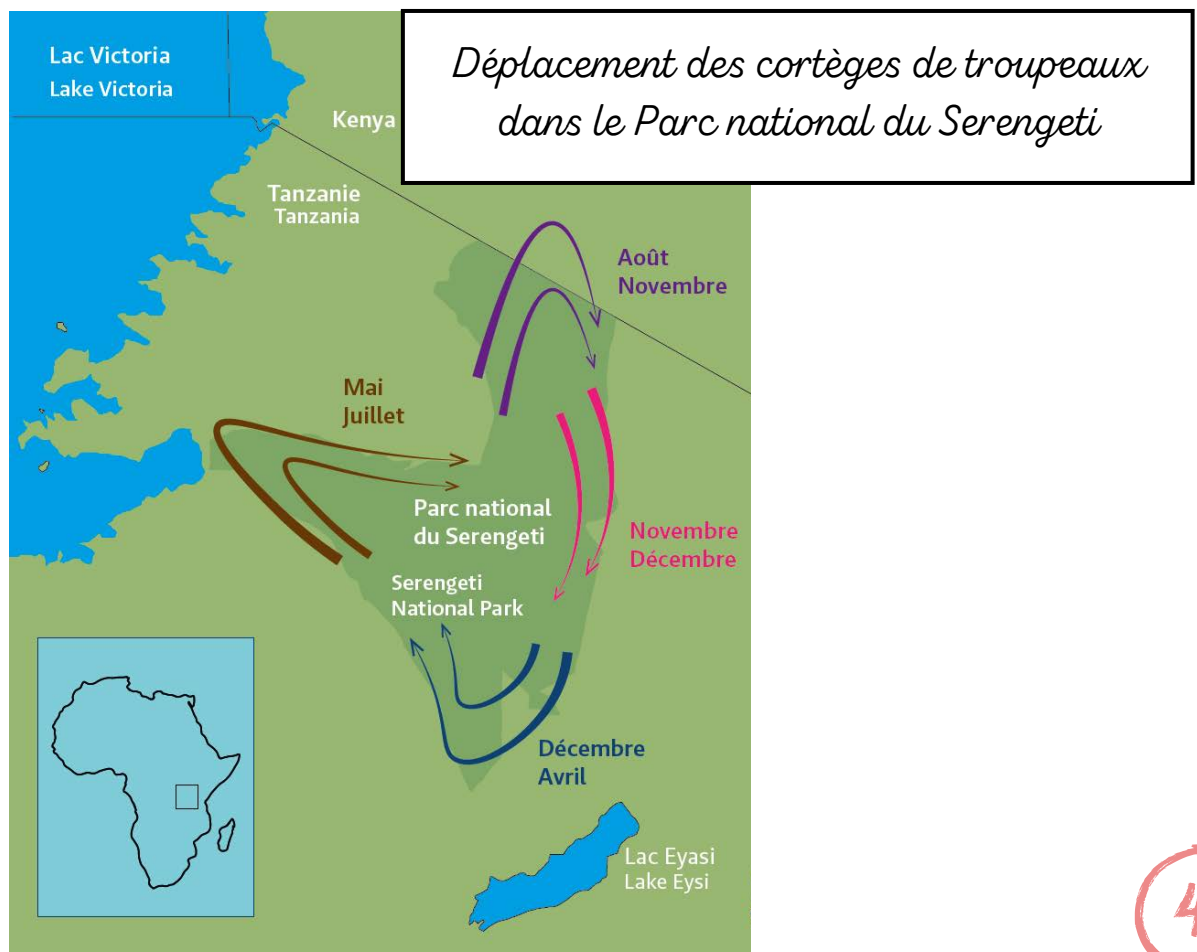 Lac Victoria
Lake Victoria
Déplacement des cortèges de troupeaux
dans le Parc national du Serengeti
Kenya
Tanzanie
Tanzania
Août
Novembre
Mai
Juillet
Parc national
du Serengeti
Novembre
Décembre
Serengeti
National Park
Décembre
Avril
Lac Eyasi
Lake Eysi
4